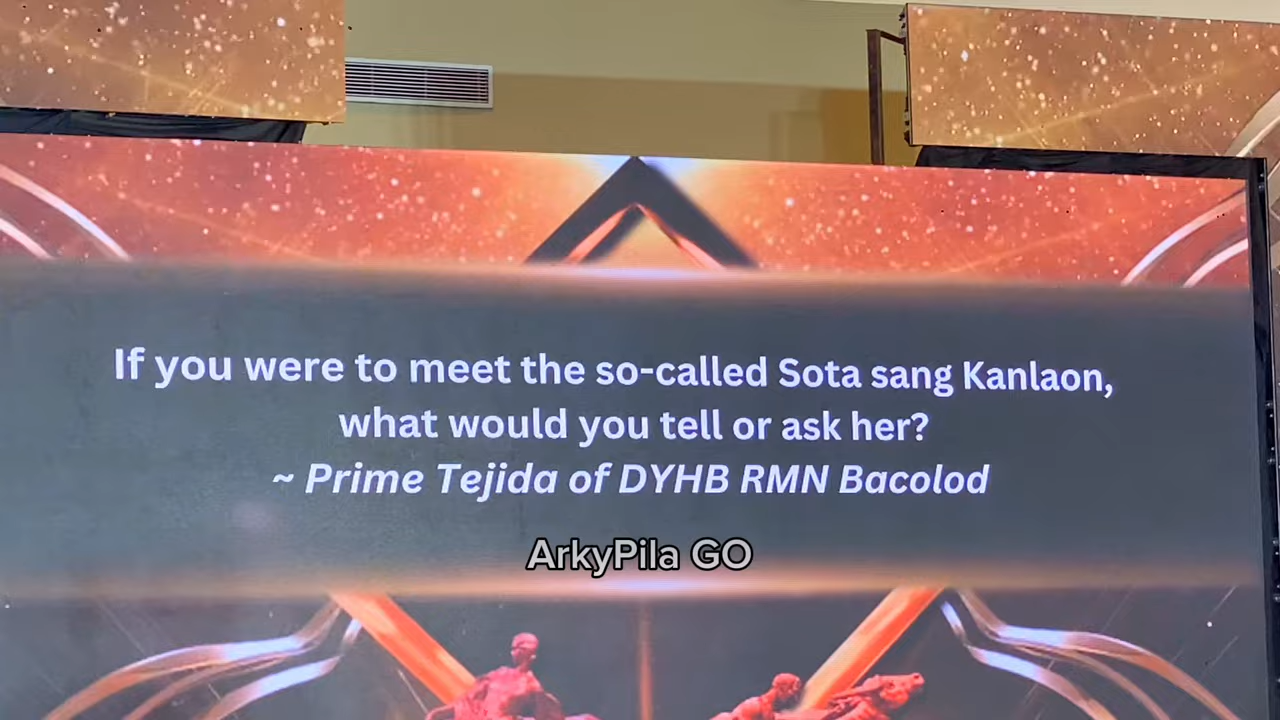 If you were to meet the so-called Sota sang Kanlaon,
what would you tell or ask her?
~ Prime Tejida of DYHB RMN Bacolod
ArkyPila GO